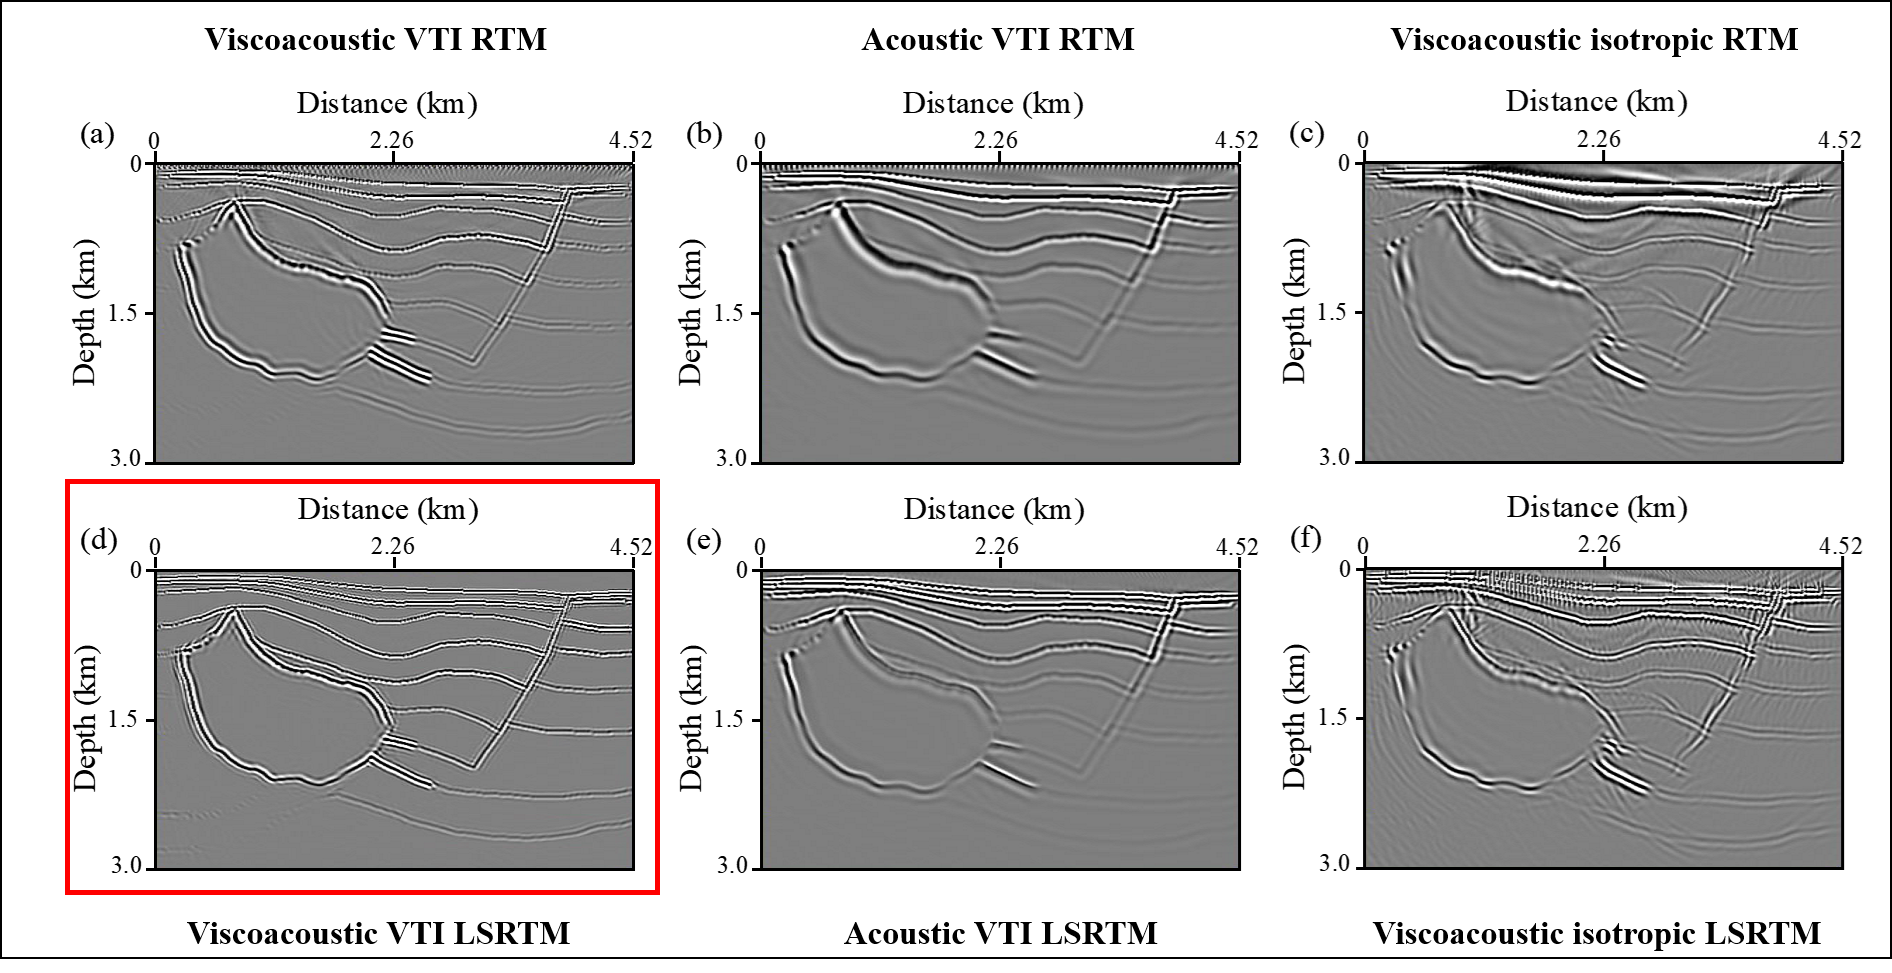 Viscoacoustic VTI RTM
Acoustic VTI RTM
Viscoacoustic isotropic RTM
Distance (km)
Distance (km)
Distance (km)
(a)
0
2.26
4.52
(b)
0
2.26
4.52
(c)
0
2.26
4.52
0
1.5
3.0
Depth (km)
0
1.5
3.0
Depth (km)
0
1.5
3.0
Depth (km)
Distance (km)
Distance (km)
Distance (km)
(d)
0
2.26
4.52
(e)
0
2.26
4.52
(f)
0
2.26
4.52
0
1.5
3.0
Depth (km)
0
1.5
3.0
Depth (km)
0
1.5
3.0
Depth (km)
Viscoacoustic VTI LSRTM
Acoustic VTI LSRTM
Viscoacoustic isotropic LSRTM